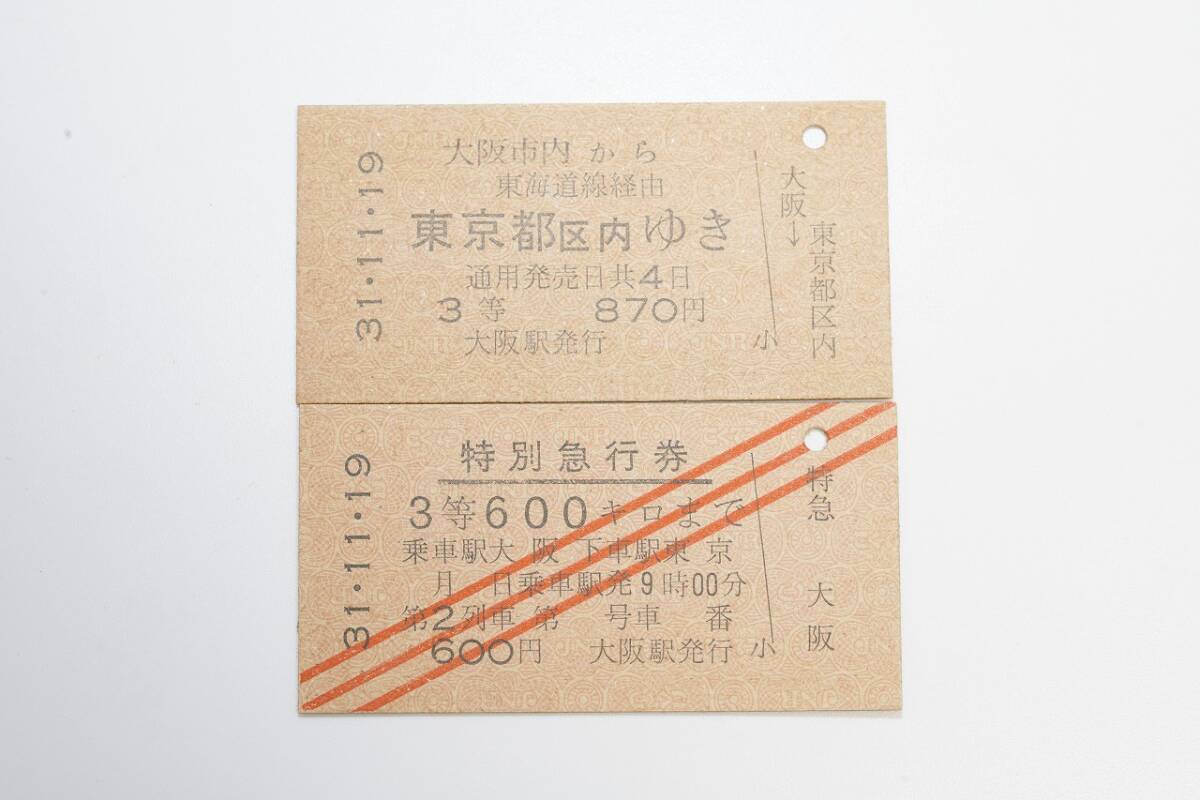 31・11・19
大阪市内から
東海道線経由
東京都区内ゆき
通用発売日共4日
3等 870円
大阪駅発行
小
大阪→
東京都区内
31・11・19
特別急行券
3等600キロまで
乗車駅大阪 下車駅東京
月 日乗車駅発9時00分
第2列車 第 号車 番
600円 大阪駅発行
小
特急 大阪